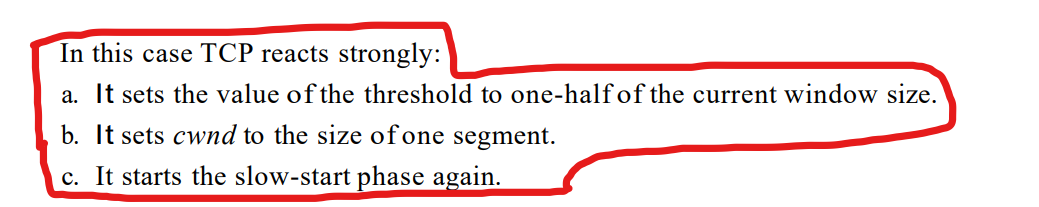 In this case TCP reacts strongly:
a. It sets the value of the threshold to one-half of the current window size.
b. It sets cwnd to the size of one segment.
c. It starts the slow-start phase again.